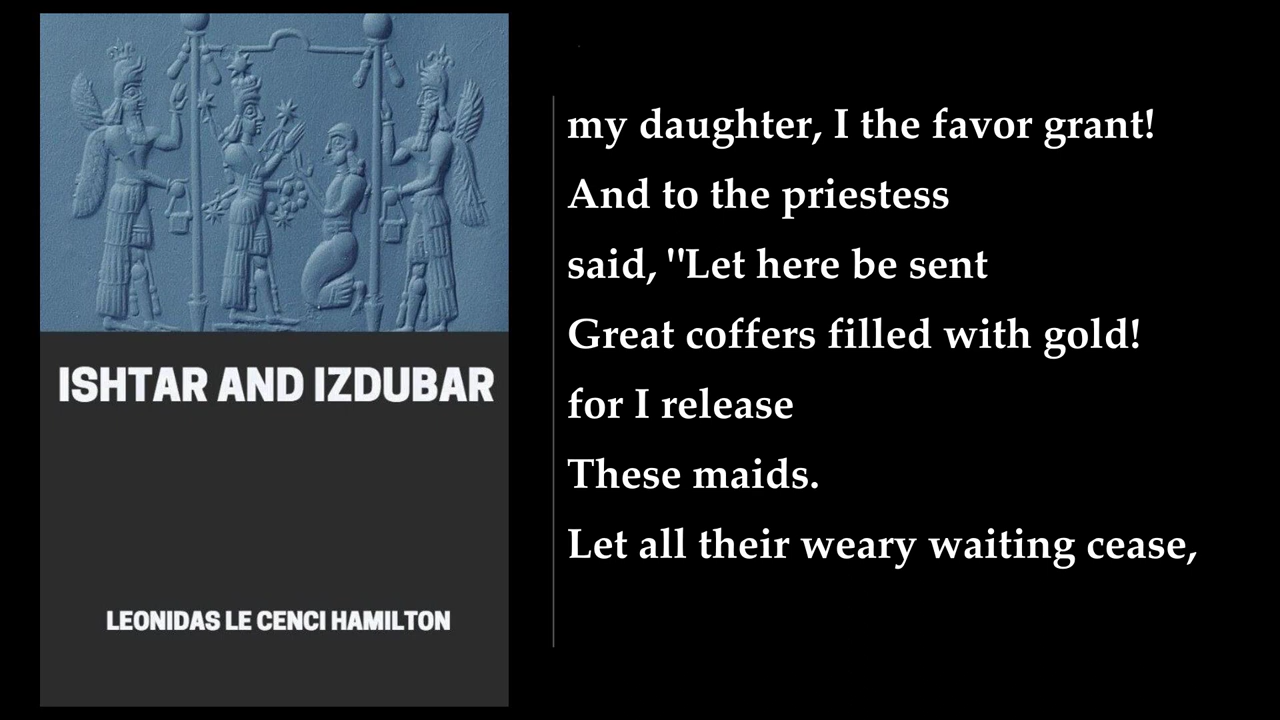 ISHTAR AND IZDUBAR
LEONIDAS LE CENCI HAMILTON
my daughter, I the favor grant!
And to the priestess
said, "Let here be sent
Great coffers filled with gold!
for I release
These maids.
Let all their weary waiting cease,